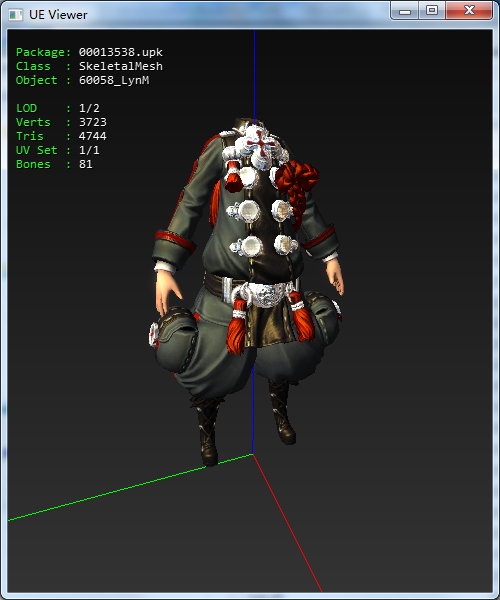 UE Viewer
Package: 00013538.upk
Class  : SkeletalMesh
Object : 60058_LynM
LOD    : 1/2
Verts  : 3723
Tris   : 4744
UV Set : 1/1
Bones  : 81